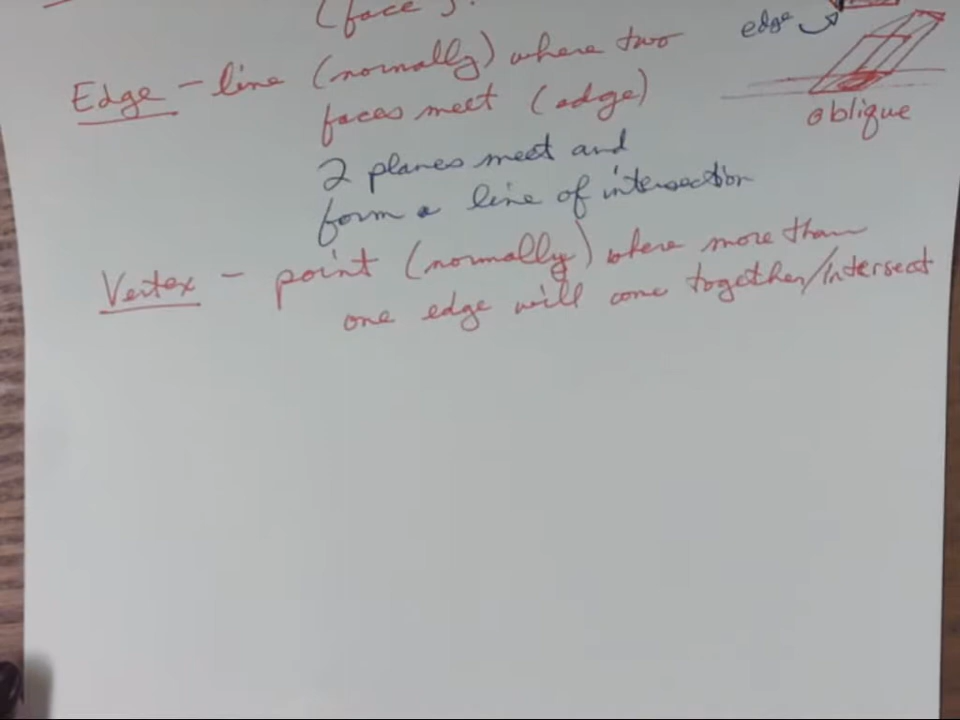 (face).
edge
Edge - line (normally) where two
faces meet (edge)
oblique
2 planes meet and
form a line of intersection
Vertex - point (normally) where more than
one edge will come together/intersect